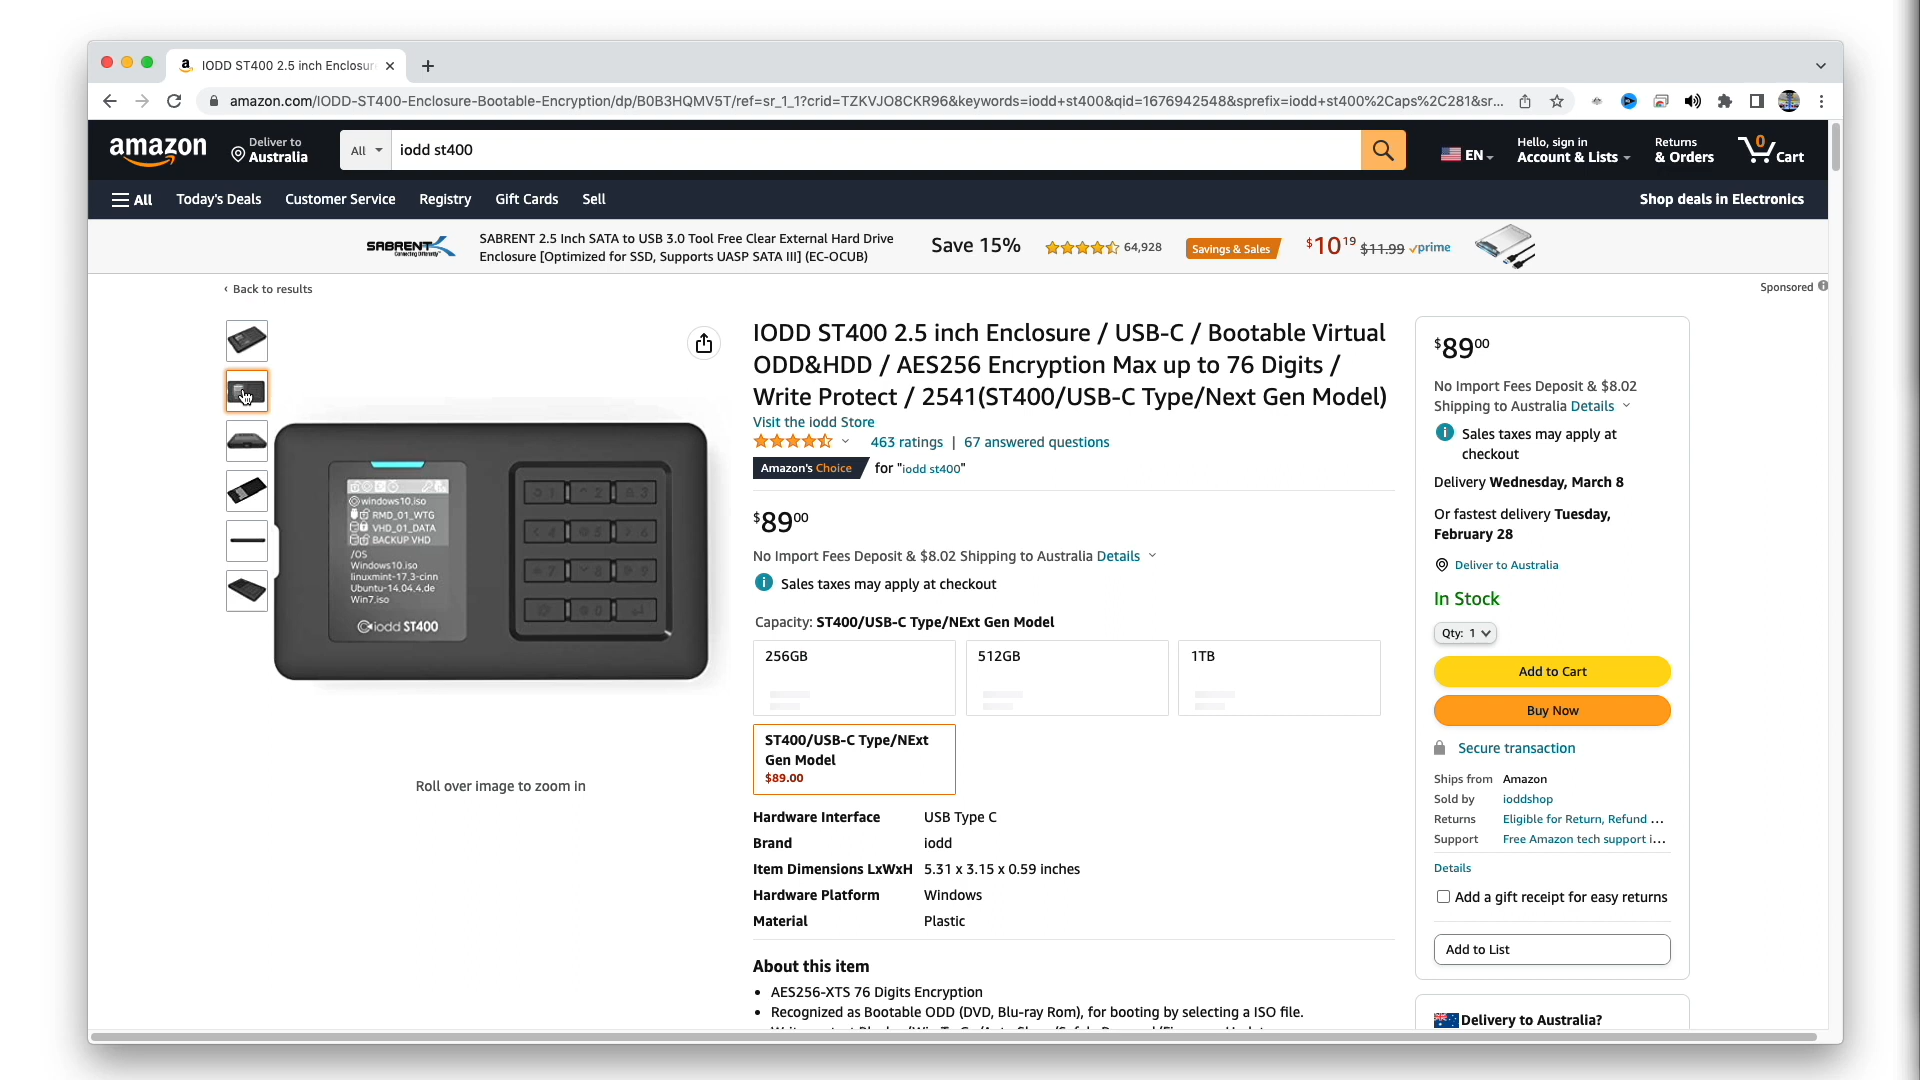 IODD ST400 2.5 inch Enclosur
amazon.com/IODD-ST400-Enclosure-Bootable-Encryption/dp/B0B3HQMV5T/ref=sr_1_1?crid=TZKVJO8CKR96&keywords=iodd+st400&qid=1676942548&sprefix=iodd+st400%2Caps%2C281&sr...
amazon
Deliver to
Australia
All
iodd st400
EN
Hello, sign in
Account & Lists
Returns
& Orders
0
Cart
All
Today's Deals
Customer Service
Registry
Gift Cards
Sell
Shop deals in Electronics
SABRENT
SABRENT 2.5 Inch SATA to USB 3.0 Tool Free Clear External Hard Drive
Enclosure [Optimized for SSD, Supports UASP SATA III] (EC-OCUB)
Save 15%
64,928
Savings & Sales
$10 19 $11.99 prime
‹ Back to results
Sponsored
IODD ST400 2.5 inch Enclosure / USB-C / Bootable Virtual
ODD&HDD / AES256 Encryption Max up to 76 Digits /
Write Protect / 2541(ST400/USB-C Type/Next Gen Model)
Visit the iodd Store
463 ratings | 67 answered questions
Amazon's Choice for "iodd st400"
$89 00
No Import Fees Deposit & $8.02 Shipping to Australia Details
Sales taxes may apply at checkout
Capacity: ST400/USB-C Type/NExt Gen Model
256GB
512GB
1TB
ST400/USB-C Type/NExt
Gen Model
$89.00
Hardware Interface USB Type C
Brand iodd
Item Dimensions LxWxH 5.31 x 3.15 x 0.59 inches
Hardware Platform Windows
Material Plastic
About this item
• AES256-XTS 76 Digits Encryption
• Recognized as Bootable ODD (DVD, Blu-ray Rom), for booting by selecting a ISO file.
windows10.iso
RMD_01_WTG
VHD_01_DATA
BACKUP VHD
/OS
Windows10.iso
linuxmint-17.3-cinn
Ubuntu-14.04.4.de
Win7.iso
iodd ST400
Roll over image to zoom in
$89 00
No Import Fees Deposit & $8.02
Shipping to Australia Details
Sales taxes may apply at
checkout
Delivery Wednesday, March 8
Or fastest delivery Tuesday,
February 28
Deliver to Australia
In Stock
Qty: 1
Add to Cart
Buy Now
Secure transaction
Ships from Amazon
Sold by ioddshop
Returns Eligible for Return, Refund ...
Support Free Amazon tech support i...
Details
Add a gift receipt for easy returns
Add to List
Delivery to Australia?